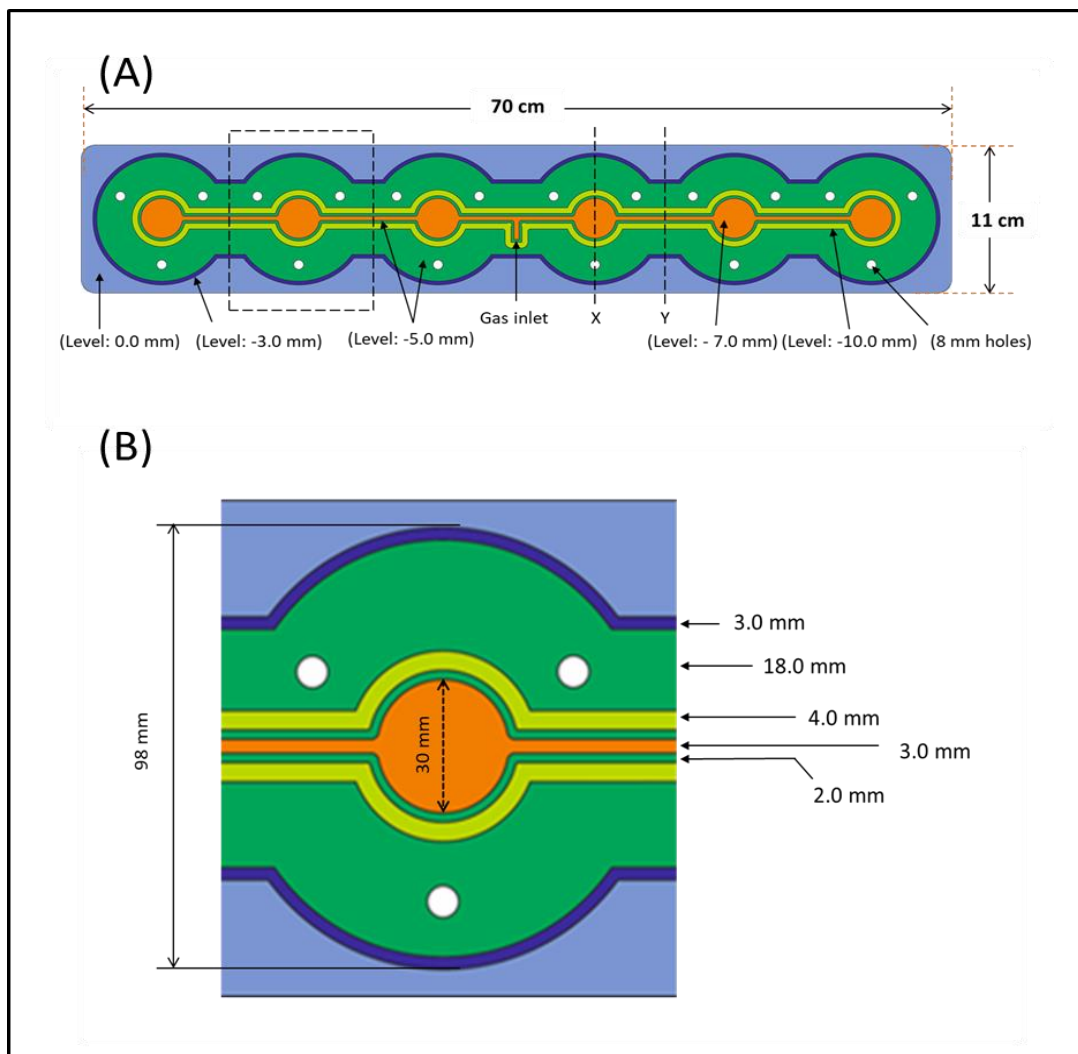 (A)
70 cm
11 cm
Gas inlet
X
Y
(Level: 0.0 mm)
(Level: -3.0 mm)
(Level: -5.0 mm)
(Level: - 7.0 mm)
(Level: -10.0 mm)
(8 mm holes)
(B)
3.0 mm
18.0 mm
4.0 mm
3.0 mm
2.0 mm
98 mm
30 mm